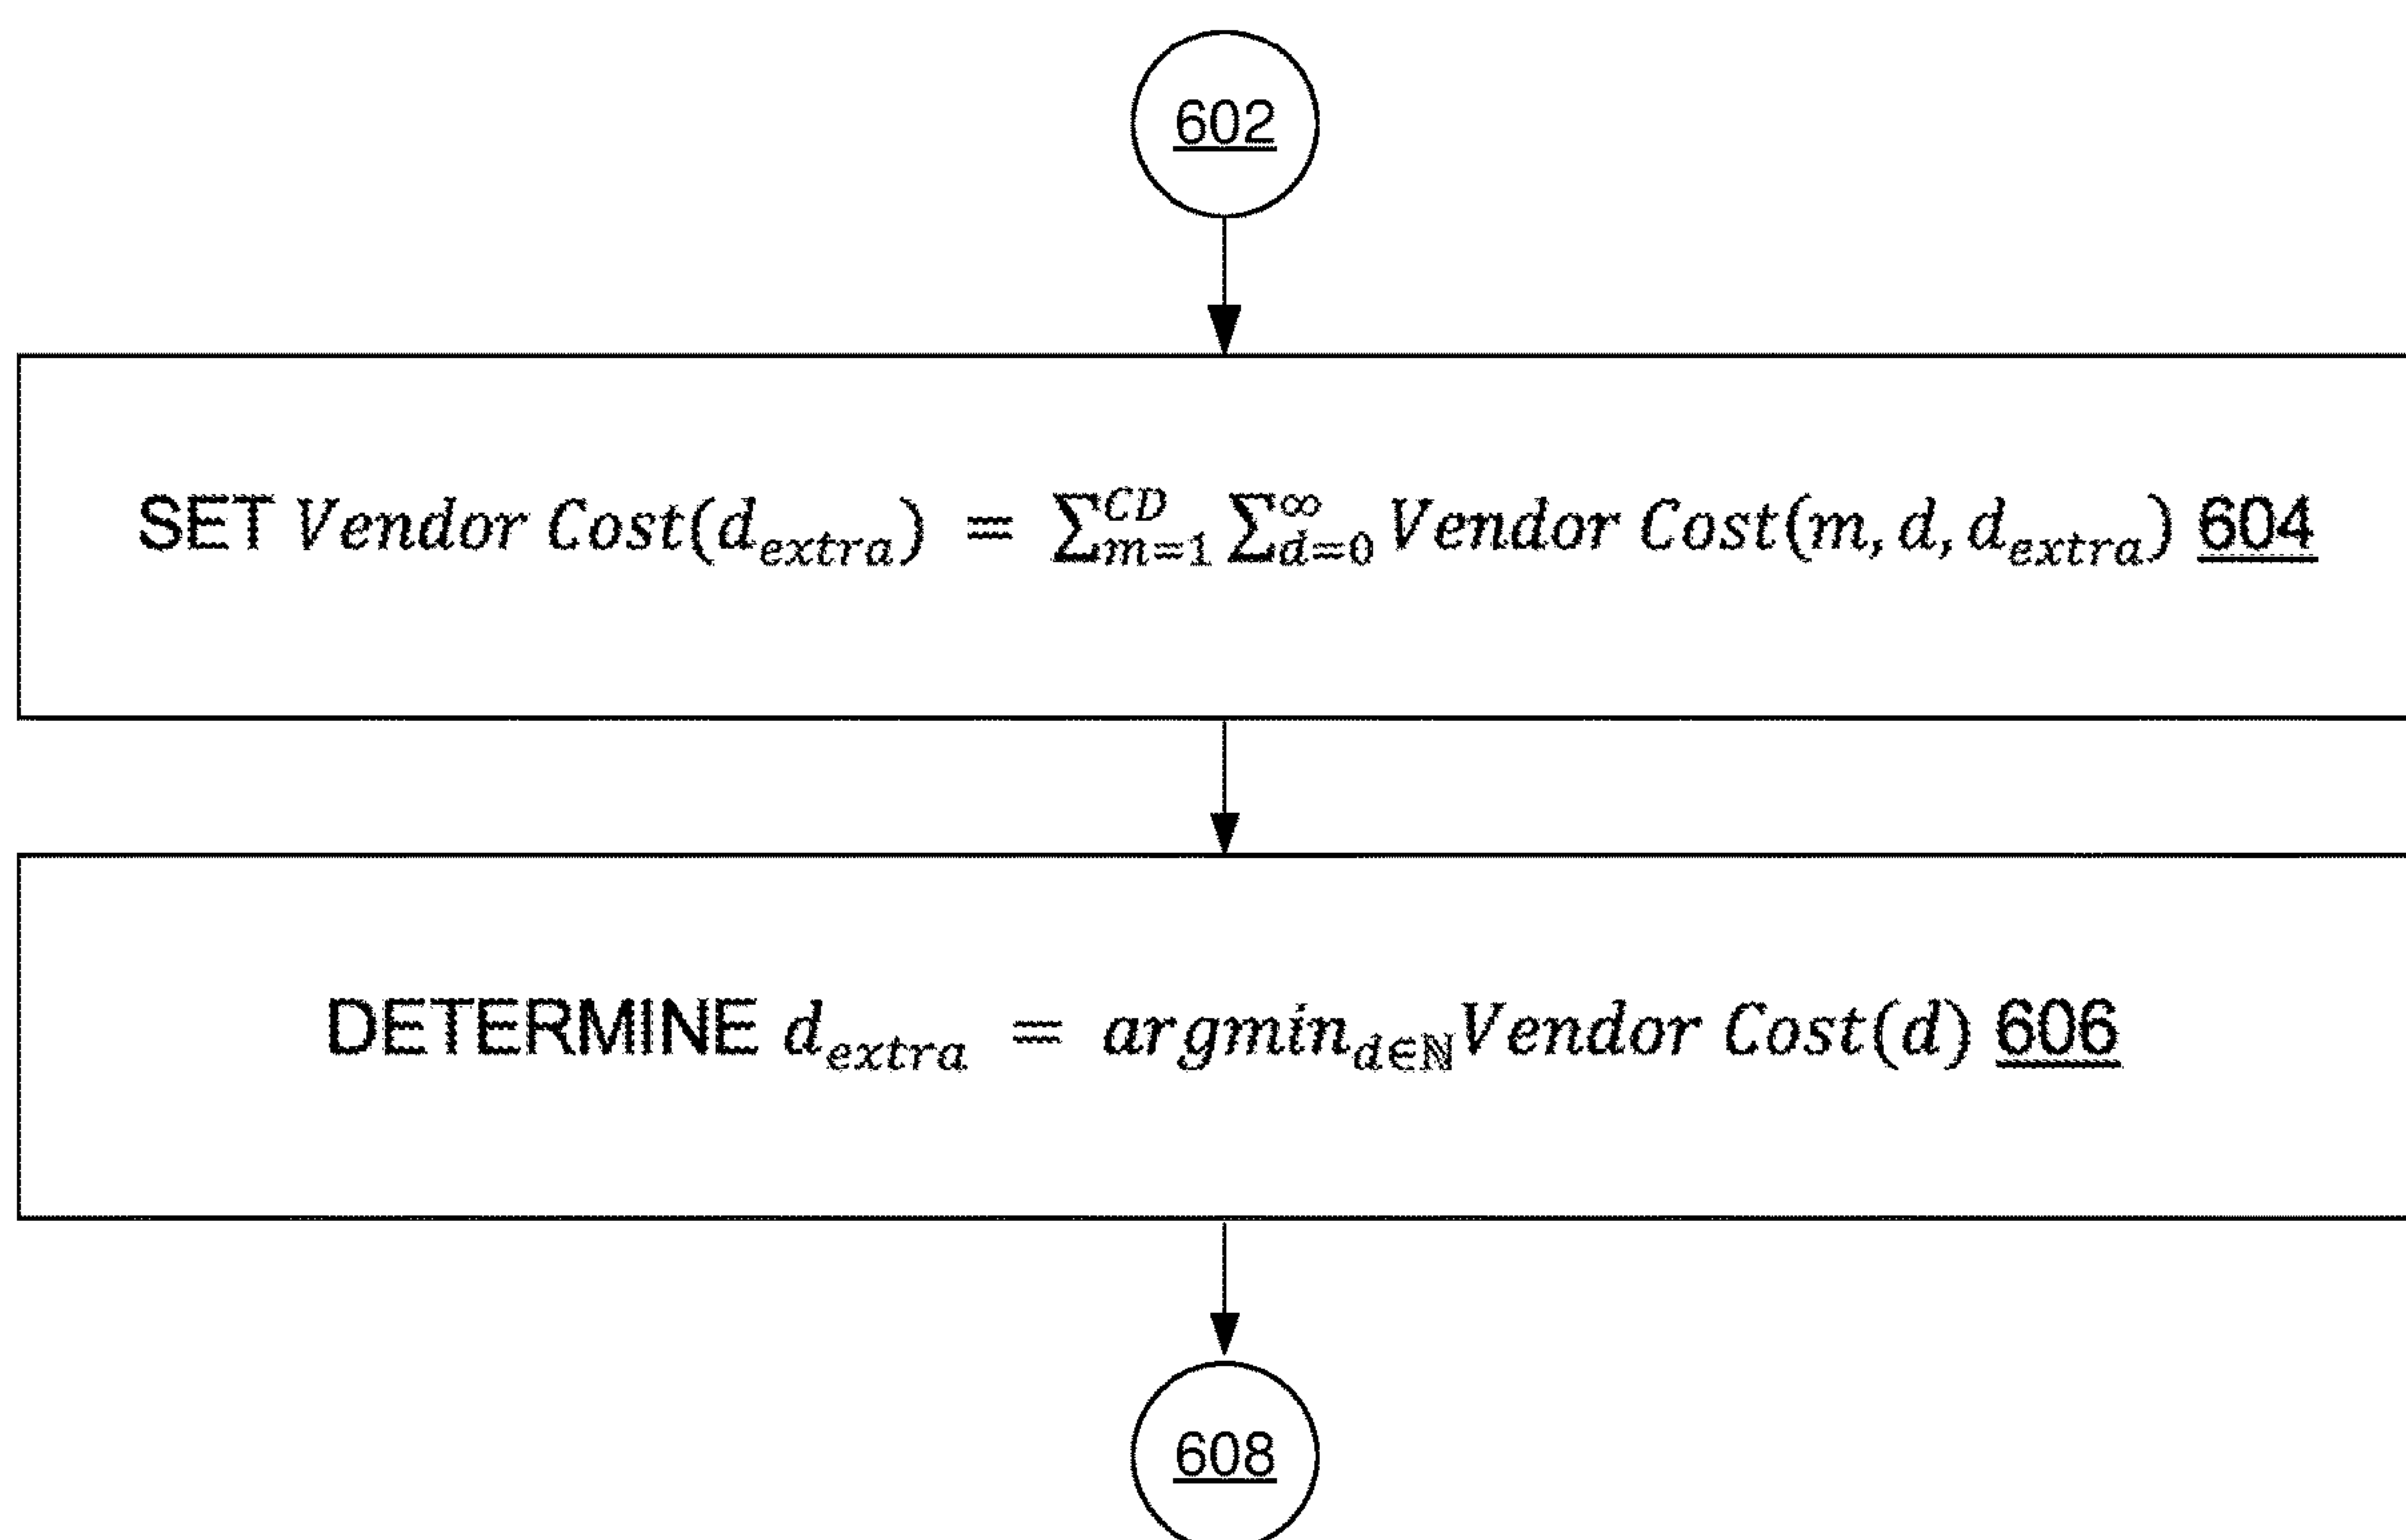 602
SET Vendor Cost(d_extra) = ∑_{m=1}^{CD} ∑_{d=0}^{∞} Vendor Cost(m, d, d_extra) 604
DETERMINE d_extra = argmin_{d∈ℕ} Vendor Cost(d) 606
608